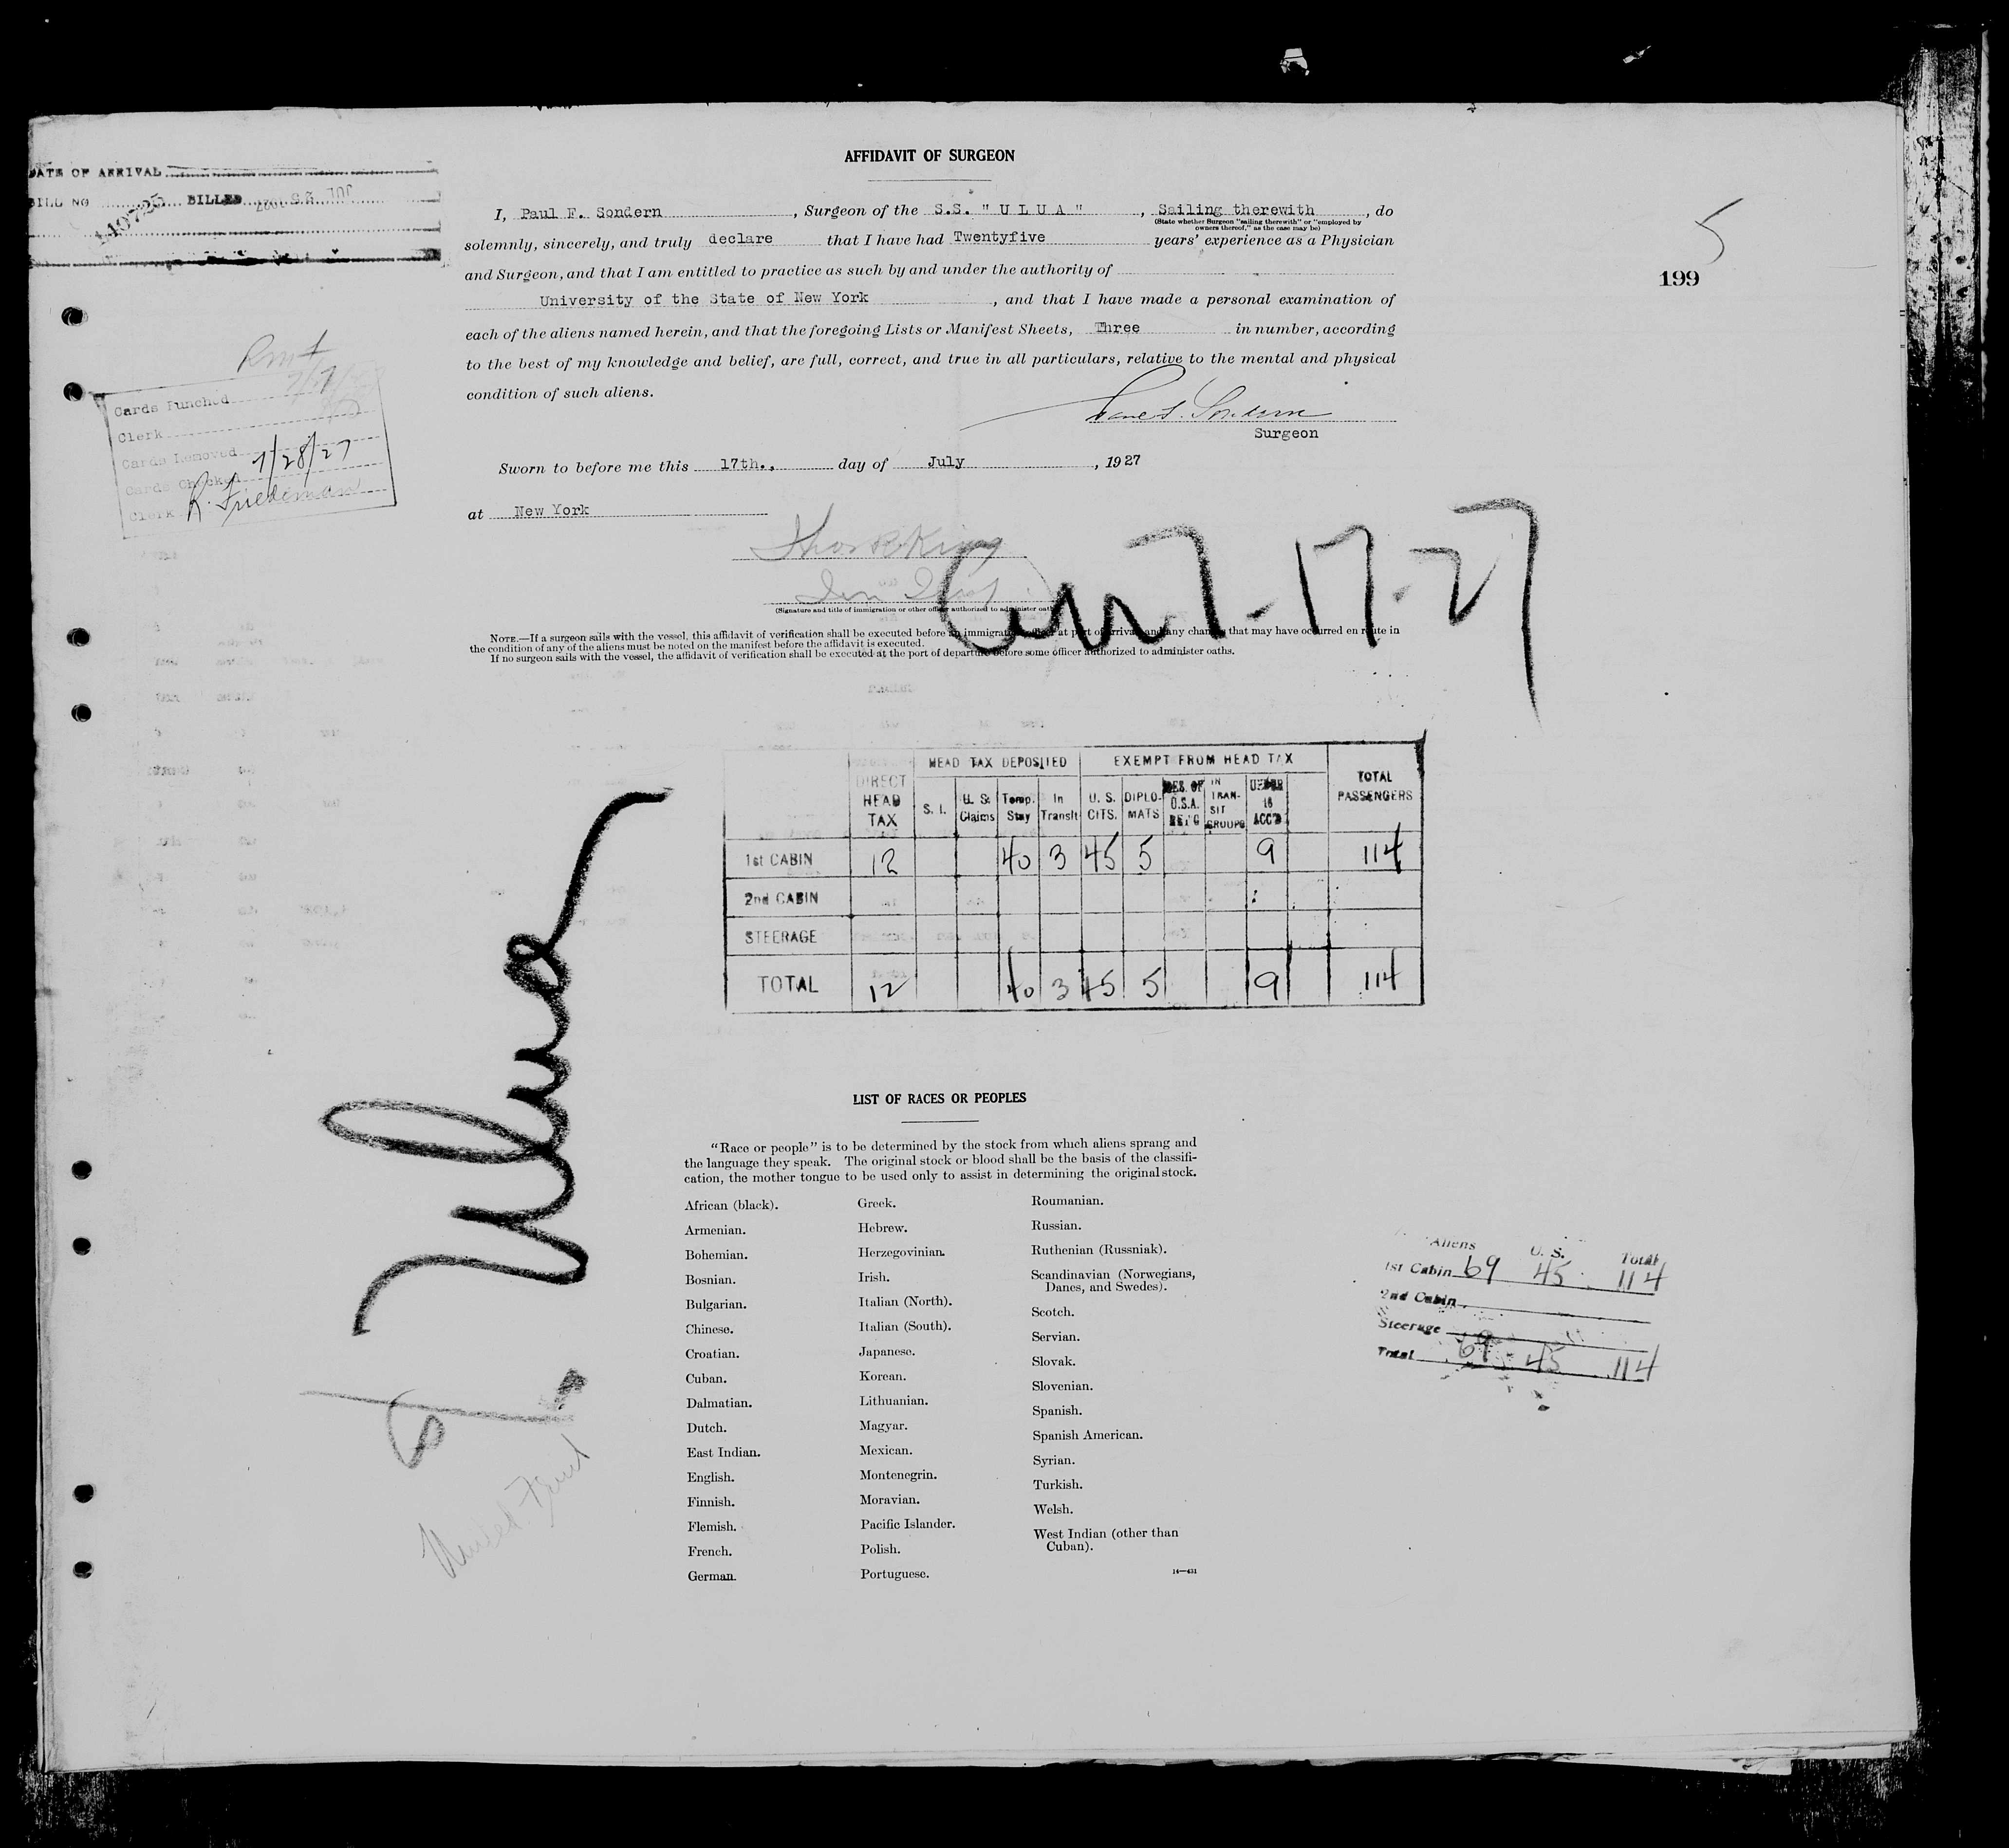 AFFIDAVIT OF SURGEON
DATE OF ARRIVAL
BILL NO 149725 BILLED
I, Paul F. Sondern, Surgeon of the S.S. "ULUA", Sailing therewith, do
(State whether Surgeon "sailing therewith" or "employed by
owners thereof," as the case may be)
solemnly, sincerely, and truly declare that I have had Twentyfive years' experience as a Physician
and Surgeon, and that I am entitled to practice as such by and under the authority of
University of the State of New York, and that I have made a personal examination of
each of the aliens named herein, and that the foregoing Lists or Manifest Sheets, Three in number, according
to the best of my knowledge and belief, are full, correct, and true in all particulars, relative to the mental and physical
condition of such aliens.
Surgeon
5
199
Cards Punched
Clerk
Cards Removed
Cards Checked 7/28/27
Clerk R. Friedman
Sworn to before me this 17th., day of July, 1927
at New York
Thos R King
(Signature and title of immigration or other officer authorized to administer oaths)
7-17-27
NOTE.—If a surgeon sails with the vessel, this affidavit of verification shall be executed before an immigration officer at port of arrival and any change that may have occurred en route in
the condition of any of the aliens must be noted on the manifest before the affidavit is executed.
If no surgeon sails with the vessel, the affidavit of verification shall be executed at the port of departure before some officer authorized to administer oaths.
DIRECT HEAD TAX | HEAD TAX DEPOSITED | EXEMPT FROM HEAD TAX | TOTAL PASSENGERS
S. I. | U. S. Claims | Temp. Stay | In Transit | U. S. CITS. | DIPLO-MATS | RES. OF U.S.A. RET'G | IN TRAN-SIT GROUPS | UNDER 16 ACC'D
1st CABIN 12 40 3 45 5 9 114
2nd CABIN
STEERAGE
TOTAL 12 40 3 45 5 9 114
Ulua
United Fruit
LIST OF RACES OR PEOPLES
"Race or people" is to be determined by the stock from which aliens sprang and
the language they speak. The original stock or blood shall be the basis of the classifi-
cation, the mother tongue to be used only to assist in determining the original stock.
African (black).
Armenian.
Bohemian.
Bosnian.
Bulgarian.
Chinese.
Croatian.
Cuban.
Dalmatian.
Dutch.
East Indian.
English.
Finnish.
Flemish.
French.
German.
Greek.
Hebrew.
Herzegovinian.
Irish.
Italian (North).
Italian (South).
Japanese.
Korean.
Lithuanian.
Magyar.
Mexican.
Montenegrin.
Moravian.
Pacific Islander.
Polish.
Portuguese.
Roumanian.
Russian.
Ruthenian (Russniak).
Scandinavian (Norwegians,
Danes, and Swedes).
Scotch.
Servian.
Slovak.
Slovenian.
Spanish.
Spanish American.
Syrian.
Turkish.
Welsh.
West Indian (other than
Cuban).
14—431
Aliens U. S. Total
1st Cabin 69 45 114
2nd Cabin
Steerage
Total 69 45 114